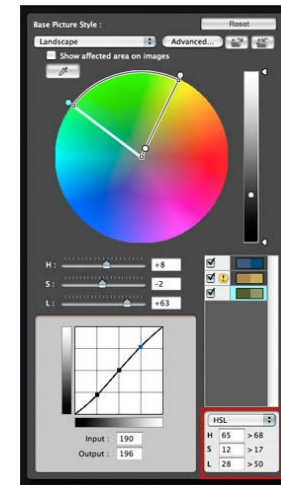 Base Picture Style :
Reset
Landscape
Advanced...
Show affected area on images
H : +8
S : -2
L : +63
HSL
H 65 >68
S 12 >17
L 28 >50
Input : 190
Output : 196